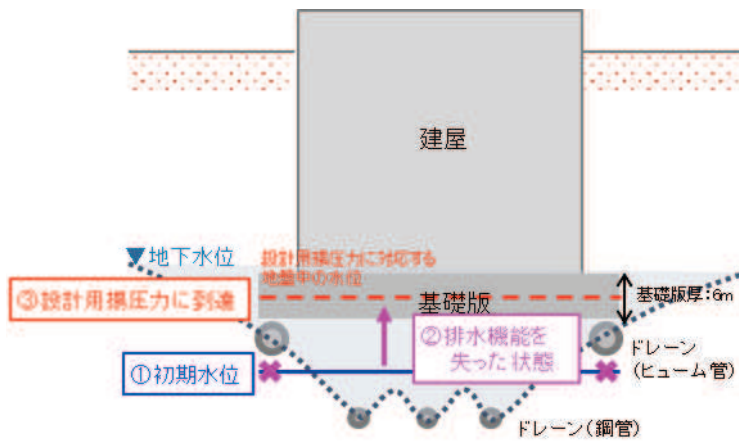 建屋
▼地下水位
設計用揚圧力に対応する
地盤中の水位
③設計用揚圧力に到達
基礎版
基礎版厚：6m
②排水機能を
失った状態
ドレーン
（ヒューム管）
①初期水位
ドレーン（鋼管）